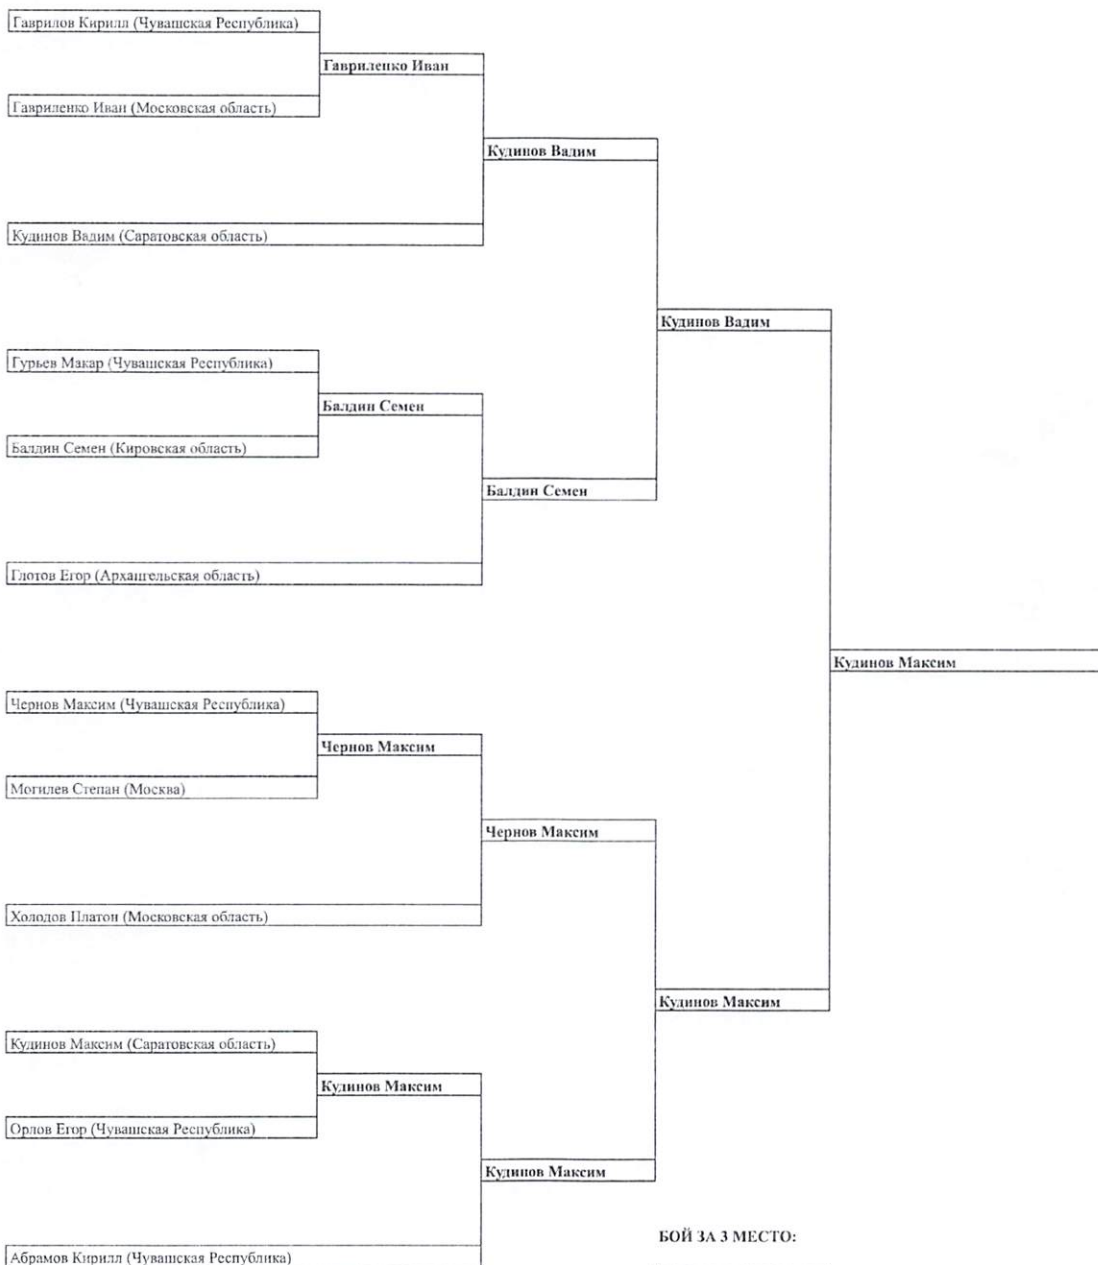 Гаврилов Кирилл (Чувашская Республика)
Гавриленко Иван
Гавриленко Иван (Московская область)
Кудинов Вадим
Кудинов Вадим (Саратовская область)
Кудинов Вадим
Гурьев Макар (Чувашская Республика)
Балдин Семен
Балдин Семен (Кировская область)
Балдин Семен
Глотов Егор (Архангельская область)
Кудинов Максим
Чернов Максим (Чувашская Республика)
Чернов Максим
Могилев Степан (Москва)
Чернов Максим
Холодов Платон (Московская область)
Кудинов Максим
Кудинов Максим (Саратовская область)
Кудинов Максим
Орлов Егор (Чувашская Республика)
Кудинов Максим
БОЙ ЗА 3 МЕСТО:
Абрамов Кирилл (Чувашская Республика)